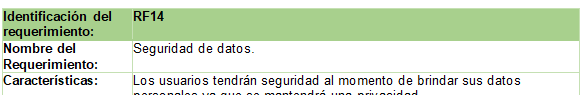 Identificación del RF14
requerimiento:
Nombre del Seguridad de datos.
Requerimiento:
Características: Los usuarios tendrán seguridad al momento de brindar sus datos
personales ya que se mantendrá una privacidad